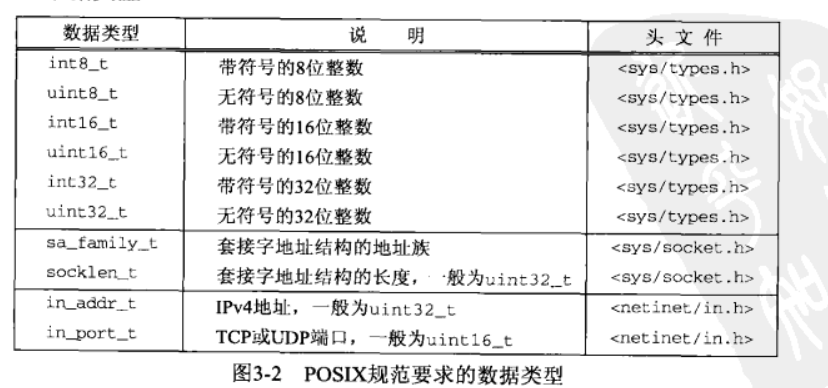 数据类型 说 明 头 文 件
int8_t 带符号的8位整数 <sys/types.h>
uint8_t 无符号的8位整数 <sys/types.h>
int16_t 带符号的16位整数 <sys/types.h>
uint16_t 无符号的16位整数 <sys/types.h>
int32_t 带符号的32位整数 <sys/types.h>
uint32_t 无符号的32位整数 <sys/types.h>
sa_family_t 套接字地址结构的地址族 <sys/socket.h>
socklen_t 套接字地址结构的长度，一般为uint32_t <sys/socket.h>
in_addr_t IPv4地址，一般为uint32_t <netinet/in.h>
in_port_t TCP或UDP端口，一般为uint16_t <netinet/in.h>
图3-2 POSIX规范要求的数据类型